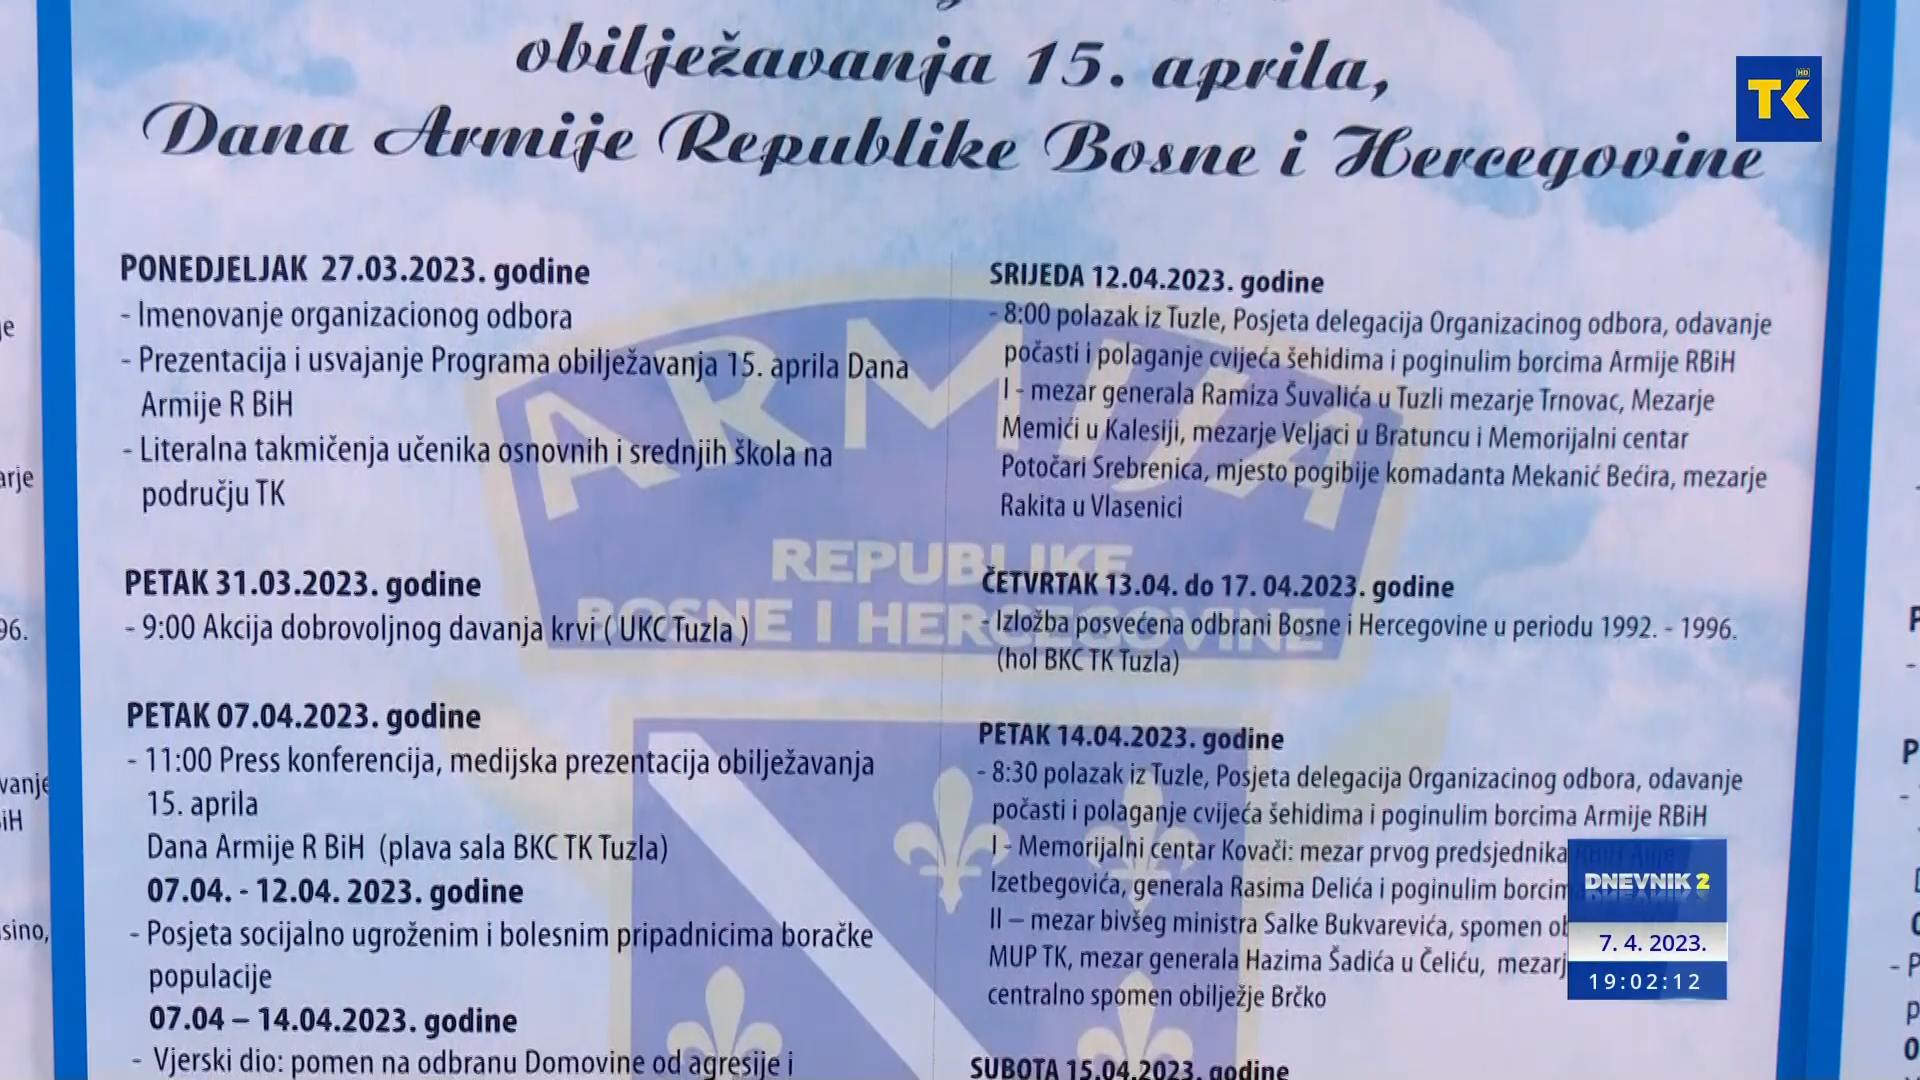 obilježavanja 15. aprila,
Dana Armije Republike Bosne i Hercegovine
TK HD
PONEDJELJAK 27.03.2023. godine
- Imenovanje organizacionog odbora
- Prezentacija i usvajanje Programa obilježavanja 15. aprila Dana
Armije R BiH
- Literalna takmičenja učenika osnovnih i srednjih škola na
području TK
PETAK 31.03.2023. godine
- 9:00 Akcija dobrovoljnog davanja krvi ( UKC Tuzla )
PETAK 07.04.2023. godine
- 11:00 Press konferencija, medijska prezentacija obilježavanja
15. aprila
Dana Armije R BiH (plava sala BKC TK Tuzla)
07.04. - 12.04. 2023. godine
- Posjeta socijalno ugroženim i bolesnim pripadnicima boračke
populacije
07.04 – 14.04.2023. godine
- Vjerski dio: pomen na odbranu Domovine od agresije i
SRIJEDA 12.04.2023. godine
- 8:00 polazak iz Tuzle, Posjeta delegacija Organizacinog odbora, odavanje
počasti i polaganje cvijeća šehidima i poginulim borcima Armije RBiH
I - mezar generala Ramiza Šuvalića u Tuzli mezarje Trnovac, Mezarje
Memići u Kalesiji, mezarje Veljaci u Bratuncu i Memorijalni centar
Potočari Srebrenica, mjesto pogibije komadanta Mekanić Bećira, mezarje
Rakita u Vlasenici
ČETVRTAK 13.04. do 17. 04.2023. godine
- Izložba posvećena odbrani Bosne i Hercegovine u periodu 1992. - 1996.
(hol BKC TK Tuzla)
PETAK 14.04.2023. godine
- 8:30 polazak iz Tuzle, Posjeta delegacija Organizacinog odbora, odavanje
počasti i polaganje cvijeća šehidima i poginulim borcima Armije RBiH
I - Memorijalni centar Kovači: mezar prvog predsjednika
Izetbegovića, generala Rasima Delića i poginulim borcim
II – mezar bivšeg ministra Salke Bukvarevića, spomen
MUP TK, mezar generala Hazima Šadića u Čeliću, mezarj
centralno spomen obilježje Brčko
SUBOTA 15.04.2023. godine
ARMIJA
REPUBLIKE
BOSNE I HERCEGOVINE
DNEVNIK 2
7. 4. 2023.
19:02:12